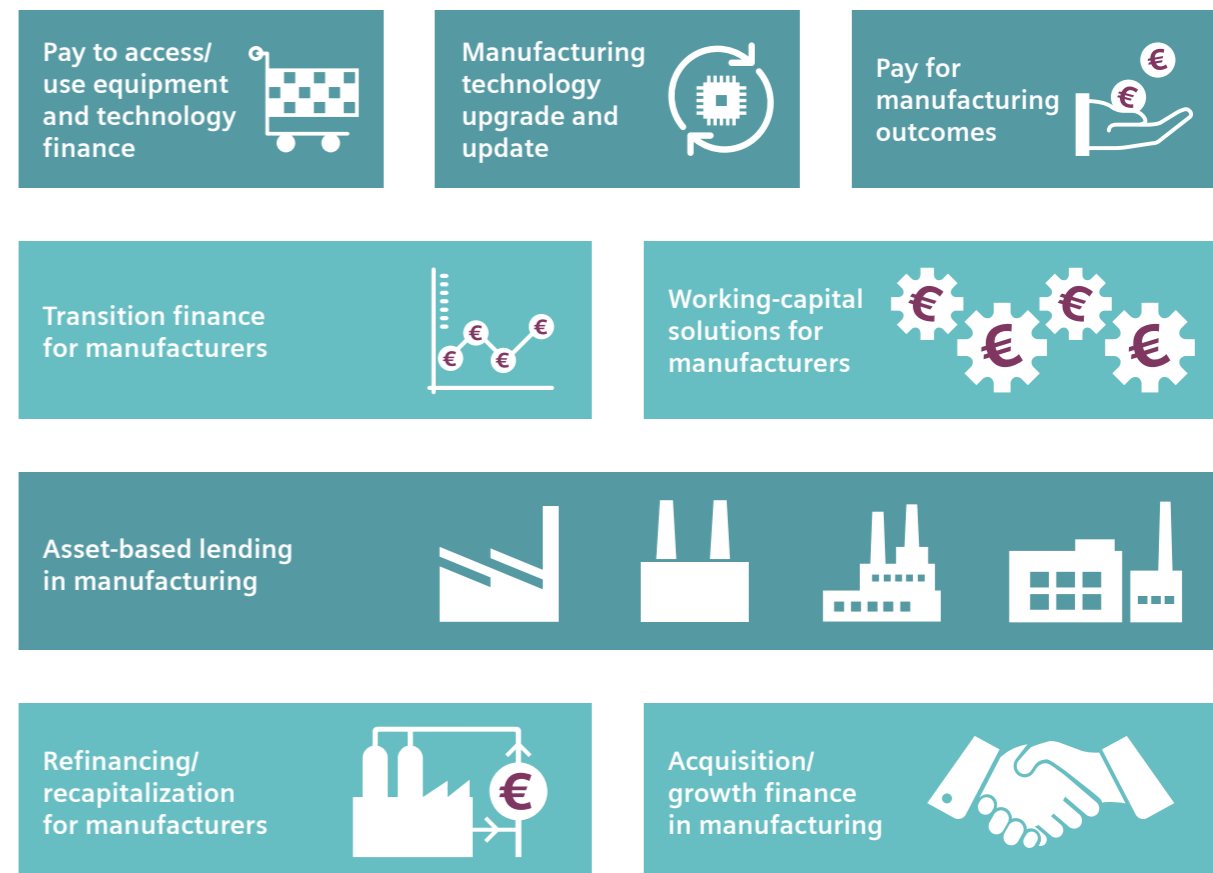 Pay to access/
use equipment
and technology
finance
€
Manufacturing
technology
upgrade and
update
Pay for
manufacturing
outcomes
€
€
Transition finance
for manufacturers
€
€
€
€
Working-capital
solutions for
manufacturers
€
€
€
€
Asset-based lending
in manufacturing
Refinancing/
recapitalization
for manufacturers
€
Acquisition/
growth finance
in manufacturing